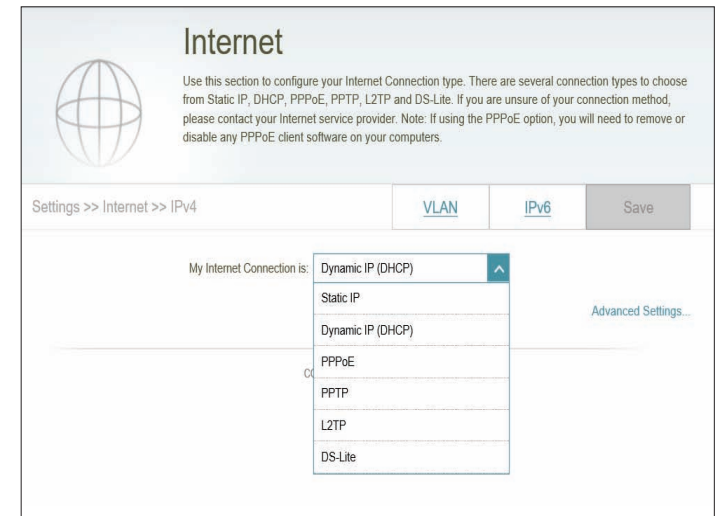 Internet
Use this section to configure your Internet Connection type. There are several connection types to choose
from Static IP, DHCP, PPPoE, PPTP, L2TP and DS-Lite. If you are unsure of your connection method,
please contact your Internet service provider. Note: If using the PPPoE option, you will need to remove or
disable any PPPoE client software on your computers.
Settings >> Internet >> IPv4
VLAN
IPv6
Save
My Internet Connection is: Dynamic IP (DHCP)
Static IP
Advanced Settings...
Dynamic IP (DHCP)
PPPoE
PPTP
L2TP
DS-Lite